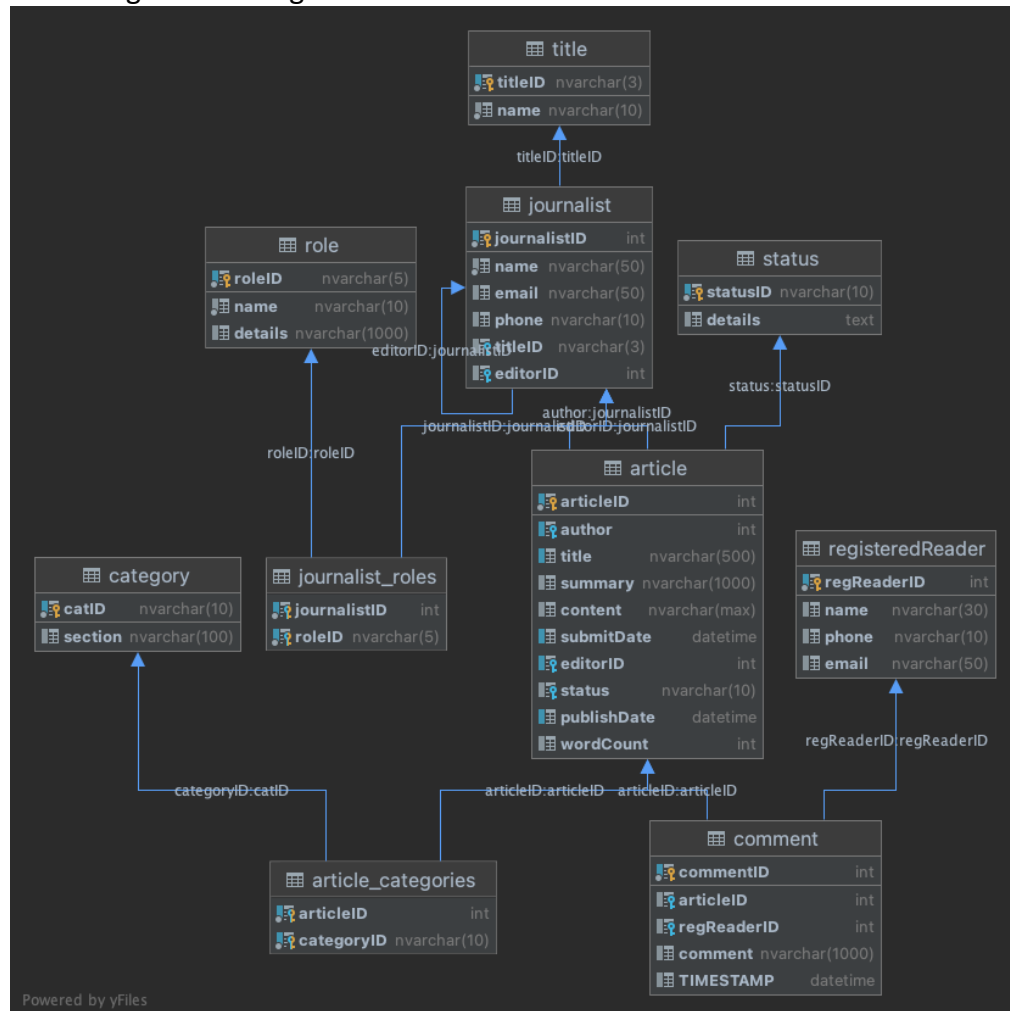 title
titleID nvarchar(3)
name nvarchar(10)
titleID:titleID
journalist
journalistID int
name nvarchar(50)
email nvarchar(50)
phone nvarchar(10)
titleID nvarchar(3)
editorID int
role
roleID nvarchar(5)
name nvarchar(10)
details nvarchar(1000)
status
statusID nvarchar(10)
details text
editorID:journalistID
status:statusID
author:journalistID
journalistID:journalistID
editorID:journalistID
roleID:roleID
article
articleID int
author int
title nvarchar(500)
summary nvarchar(1000)
content nvarchar(max)
submitDate datetime
editorID int
status nvarchar(10)
publishDate datetime
wordCount int
registeredReader
regReaderID int
name nvarchar(30)
phone nvarchar(10)
email nvarchar(50)
category
catID nvarchar(10)
section nvarchar(100)
journalist_roles
journalistID int
roleID nvarchar(5)
regReaderID:regReaderID
categoryID:catID
articleID:articleID
articleID:articleID
comment
commentID int
articleID int
regReaderID int
comment nvarchar(1000)
TIMESTAMP datetime
article_categories
articleID int
categoryID nvarchar(10)
Powered by yFiles